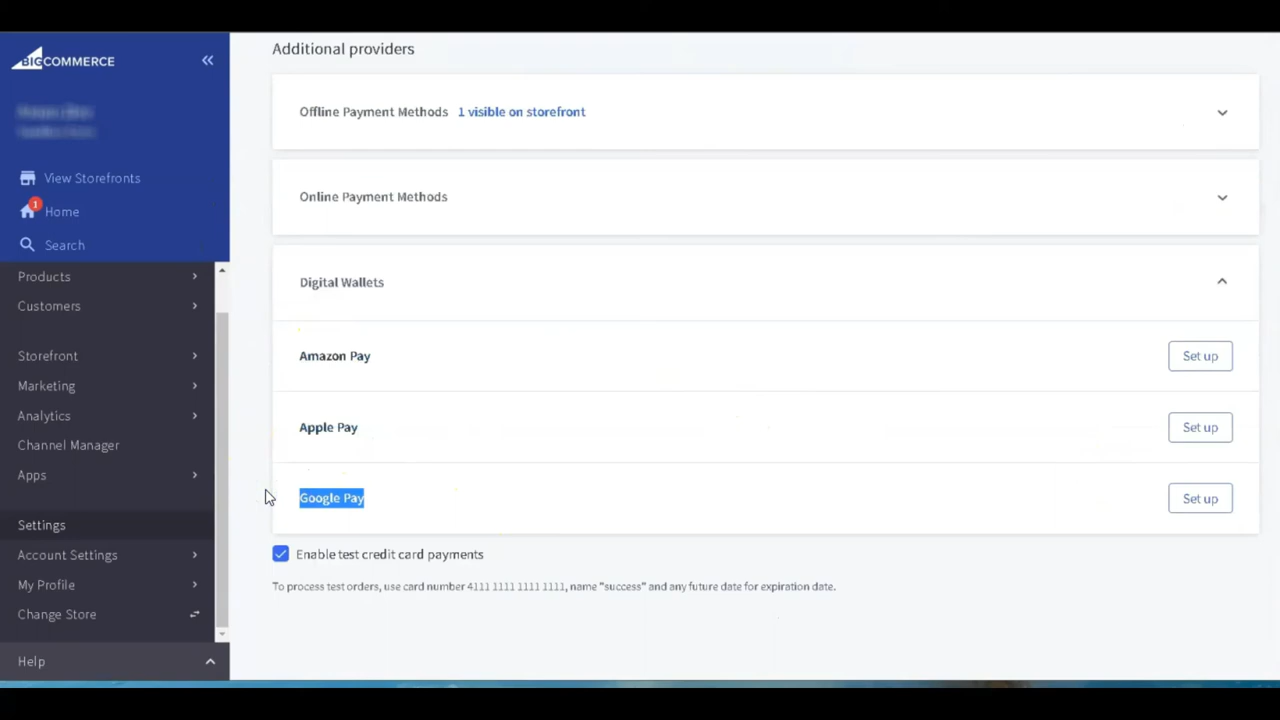 BIGCOMMERCE
View Storefronts
1
Home
Search
Products
Customers
Storefront
Marketing
Analytics
Channel Manager
Apps
Settings
Account Settings
My Profile
Change Store
Help
Additional providers
Offline Payment Methods 1 visible on storefront
Online Payment Methods
Digital Wallets
Amazon Pay Set up
Apple Pay Set up
Google Pay Set up
Enable test credit card payments
To process test orders, use card number 4111 1111 1111 1111, name "success" and any future date for expiration date.